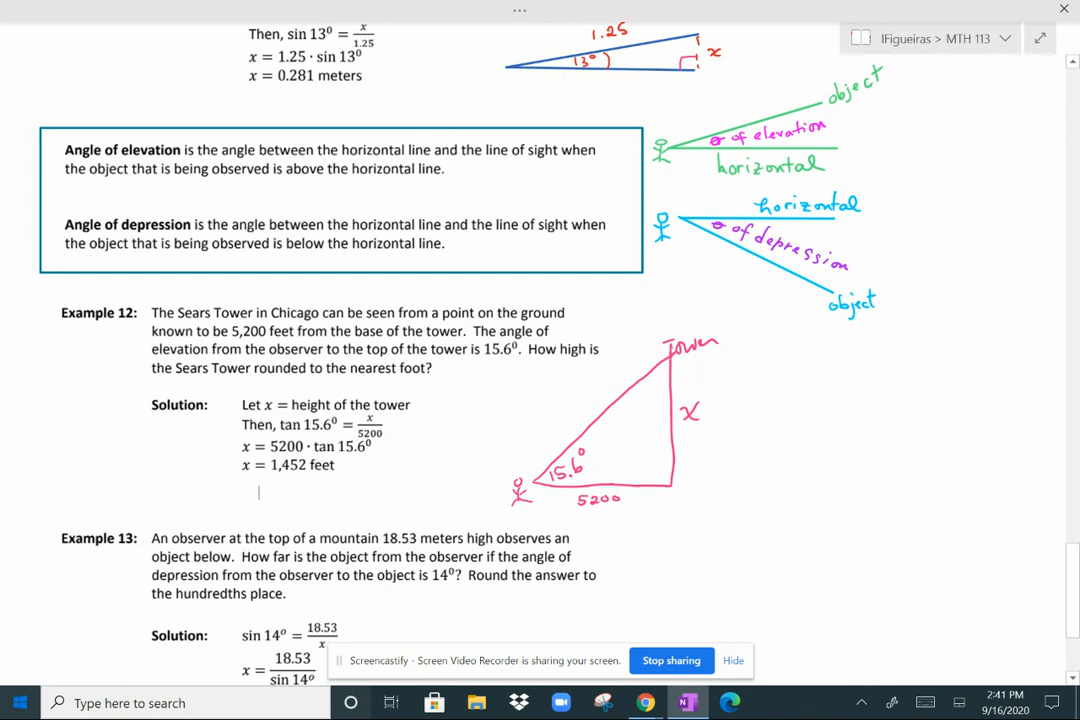 IFigueiras > MTH 113
Then, sin 13⁰ = x/1.25
x = 1.25 · sin 13⁰
x = 0.281 meters
1.25
13°
x
Angle of elevation is the angle between the horizontal line and the line of sight when
the object that is being observed is above the horizontal line.
Angle of depression is the angle between the horizontal line and the line of sight when
the object that is being observed is below the horizontal line.
object
θ of elevation
horizontal
horizontal
θ of depression
object
Example 12: The Sears Tower in Chicago can be seen from a point on the ground
known to be 5,200 feet from the base of the tower. The angle of
elevation from the observer to the top of the tower is 15.6⁰. How high is
the Sears Tower rounded to the nearest foot?
Solution: Let x = height of the tower
Then, tan 15.6⁰ = x/5200
x = 5200 · tan 15.6⁰
x = 1,452 feet
Tower
x
15.6°
5200
Example 13: An observer at the top of a mountain 18.53 meters high observes an
object below. How far is the object from the observer if the angle of
depression from the observer to the object is 14⁰? Round the answer to
the hundredths place.
Solution: sin 14⁰ = 18.53/x
x = 18.53/sin 14⁰
Screencastify - Screen Video Recorder is sharing your screen.
Stop sharing
Hide
Type here to search
2:41 PM
9/16/2020